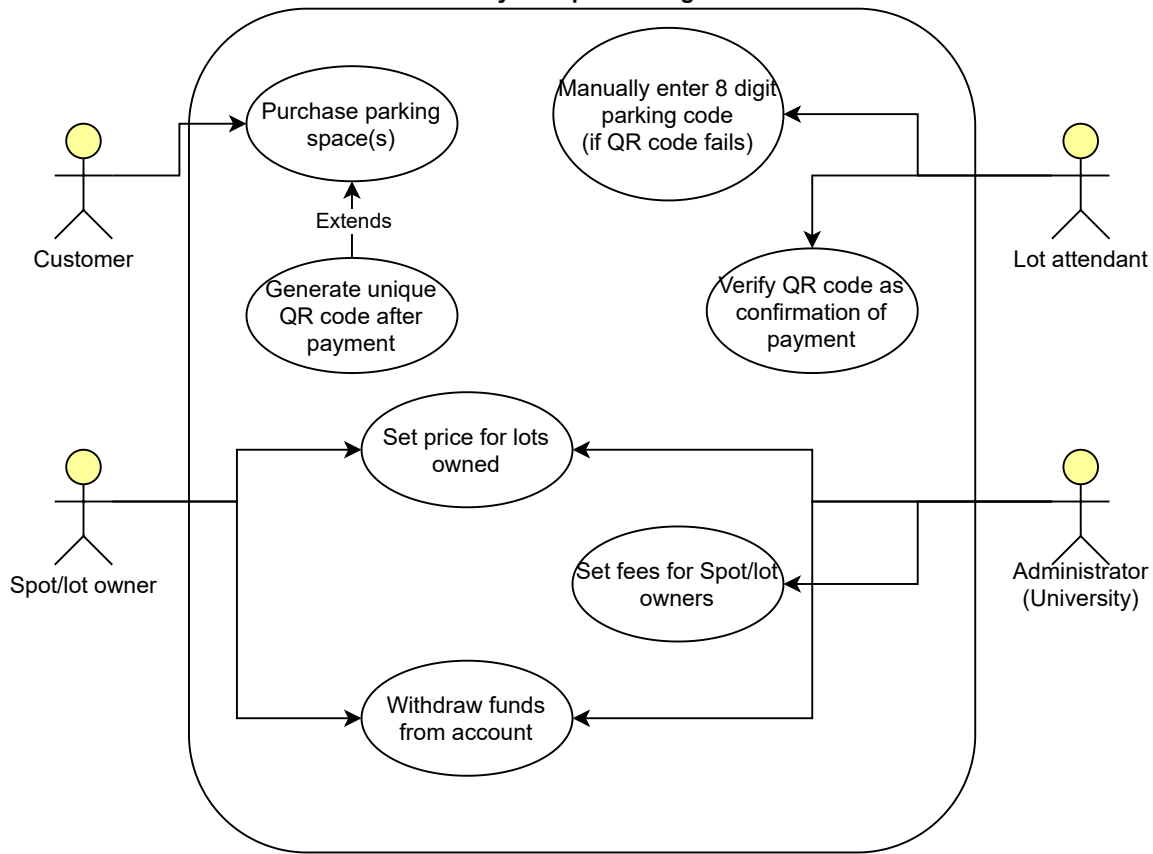 Purchase parking
space(s)
Manually enter 8 digit
parking code
(if QR code fails)
Extends
Customer
Lot attendant
Generate unique
QR code after
payment
Verify QR code as
confirmation of
payment
Set price for lots
owned
Spot/lot owner
Set fees for Spot/lot
owners
Administrator
(University)
Withdraw funds
from account